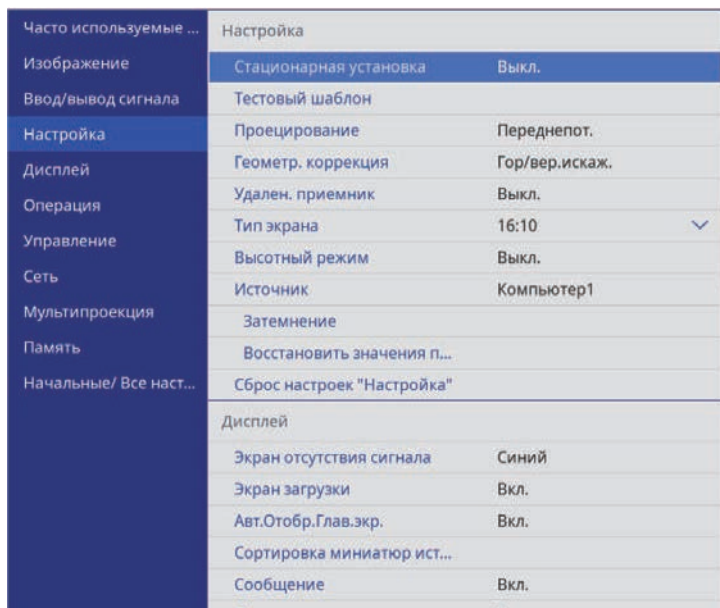 Часто используемые ...
Изображение
Ввод/вывод сигнала
Настройка
Дисплей
Операция
Управление
Сеть
Мультипроекция
Память
Начальные/ Все наст...
Настройка
Стационарная установка Выкл.
Тестовый шаблон
Проецирование Переднепот.
Геометр. коррекция Гор/вер.искаж.
Удален. приемник Выкл.
Тип экрана 16:10
Высотный режим Выкл.
Источник Компьютер1
Затемнение
Восстановить значения п...
Сброс настроек "Настройка"
Дисплей
Экран отсутствия сигнала Синий
Экран загрузки Вкл.
Авт.Отобр.Глав.экр. Вкл.
Сортировка миниатюр ист...
Сообщение Вкл.